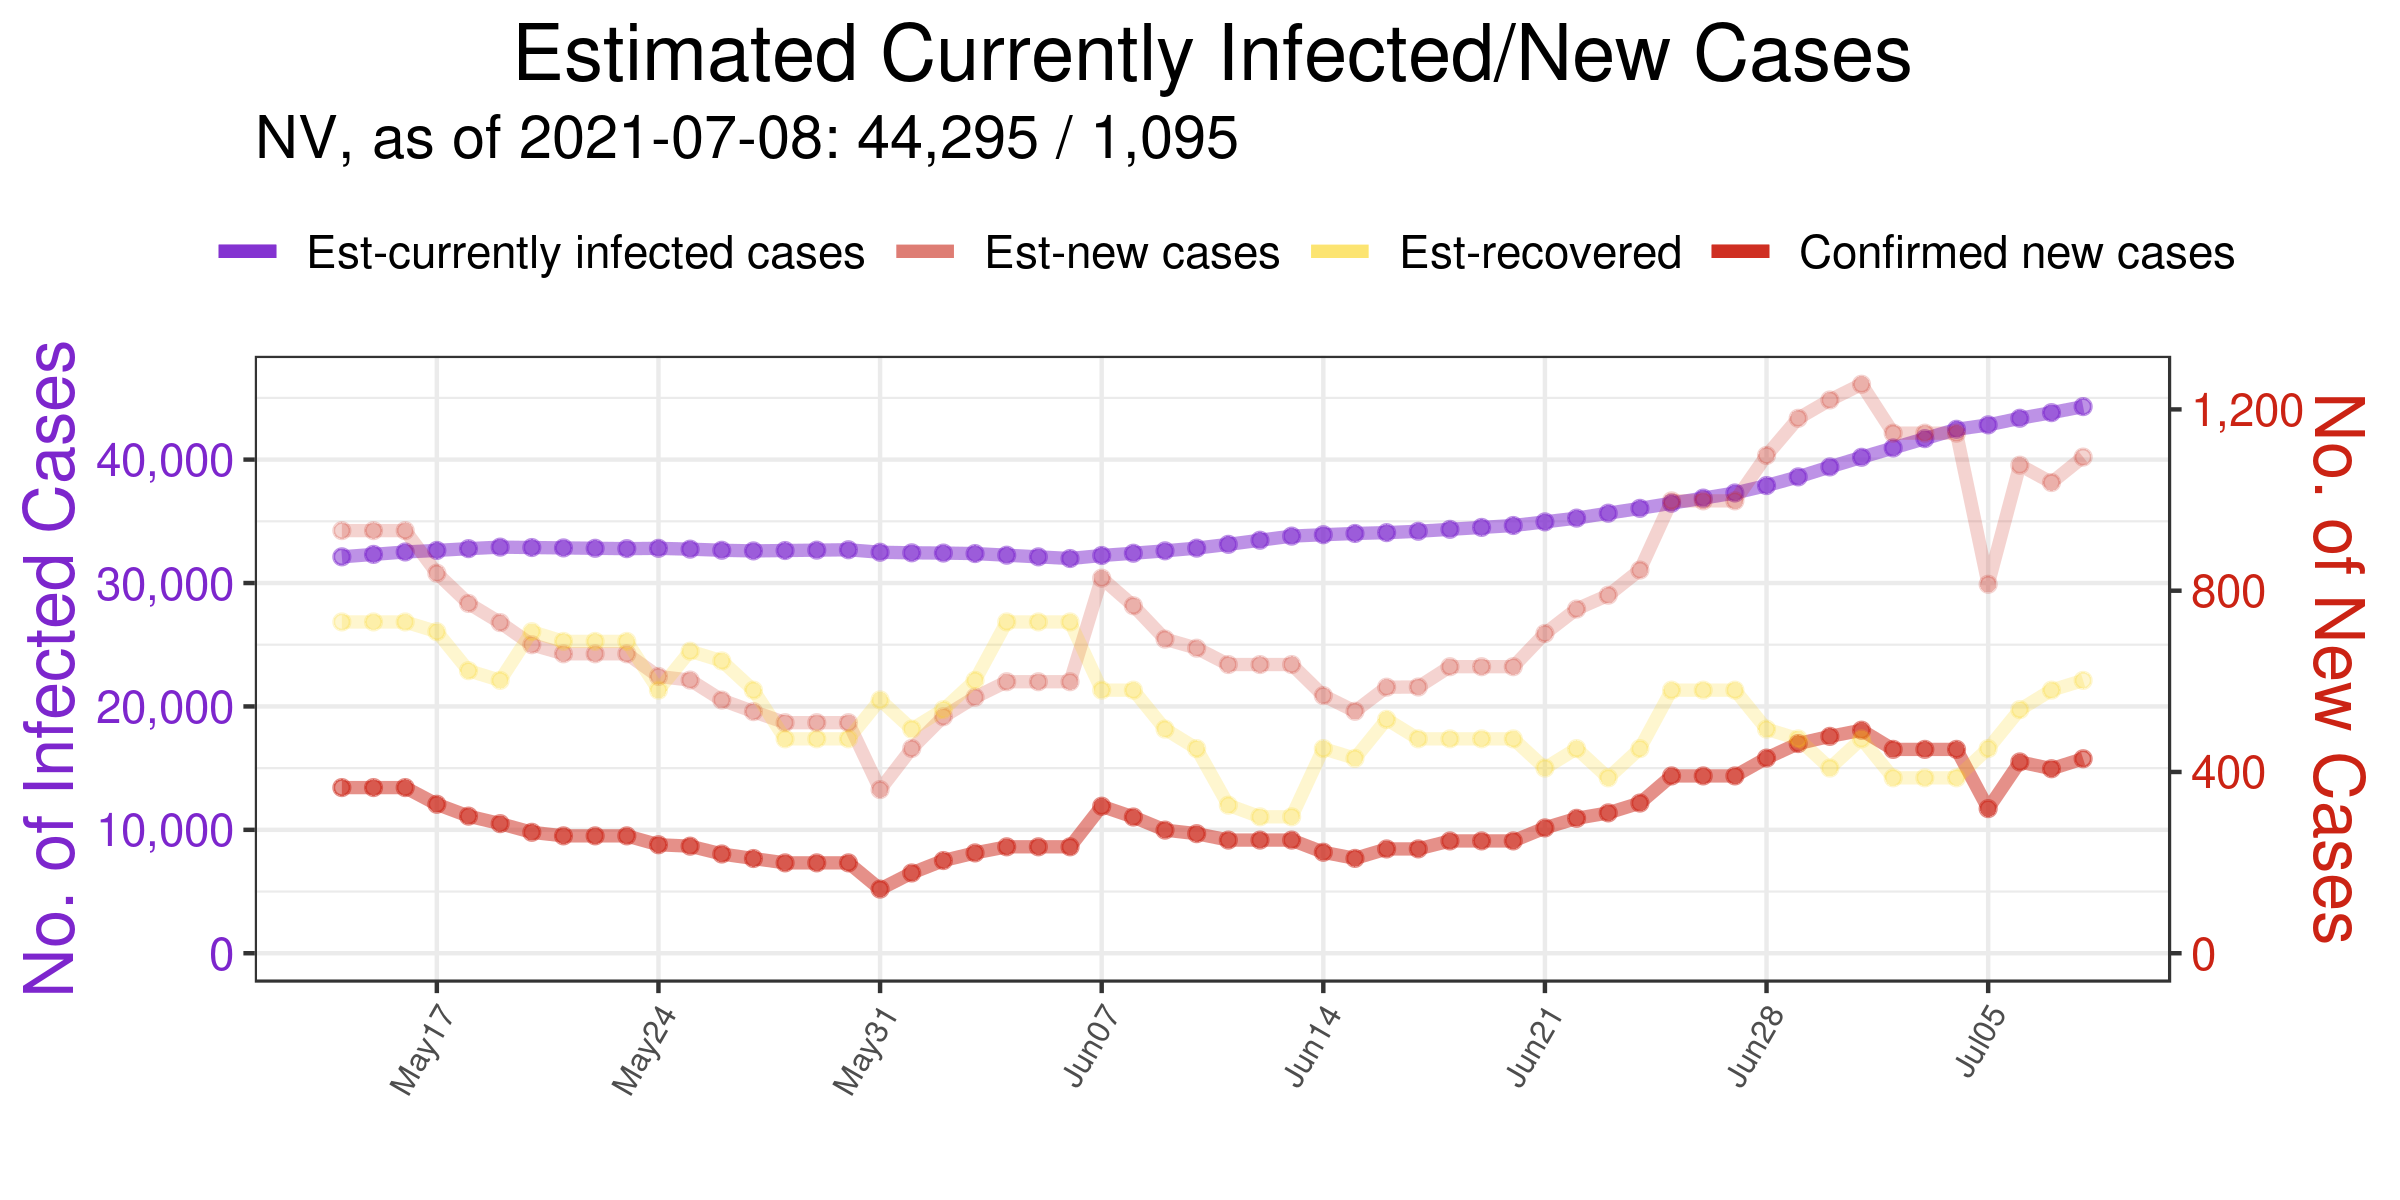 Estimated Currently Infected/New Cases
NV, as of 2021-07-08: 44,295 / 1,095
Est-currently infected cases Est-new cases Est-recovered Confirmed new cases
No. of Infected Cases
40,000
30,000
20,000
10,000
0
1,200
800
400
0
No. of New Cases
May17 May24 May31 Jun07 Jun14 Jun21 Jun28 Jul05